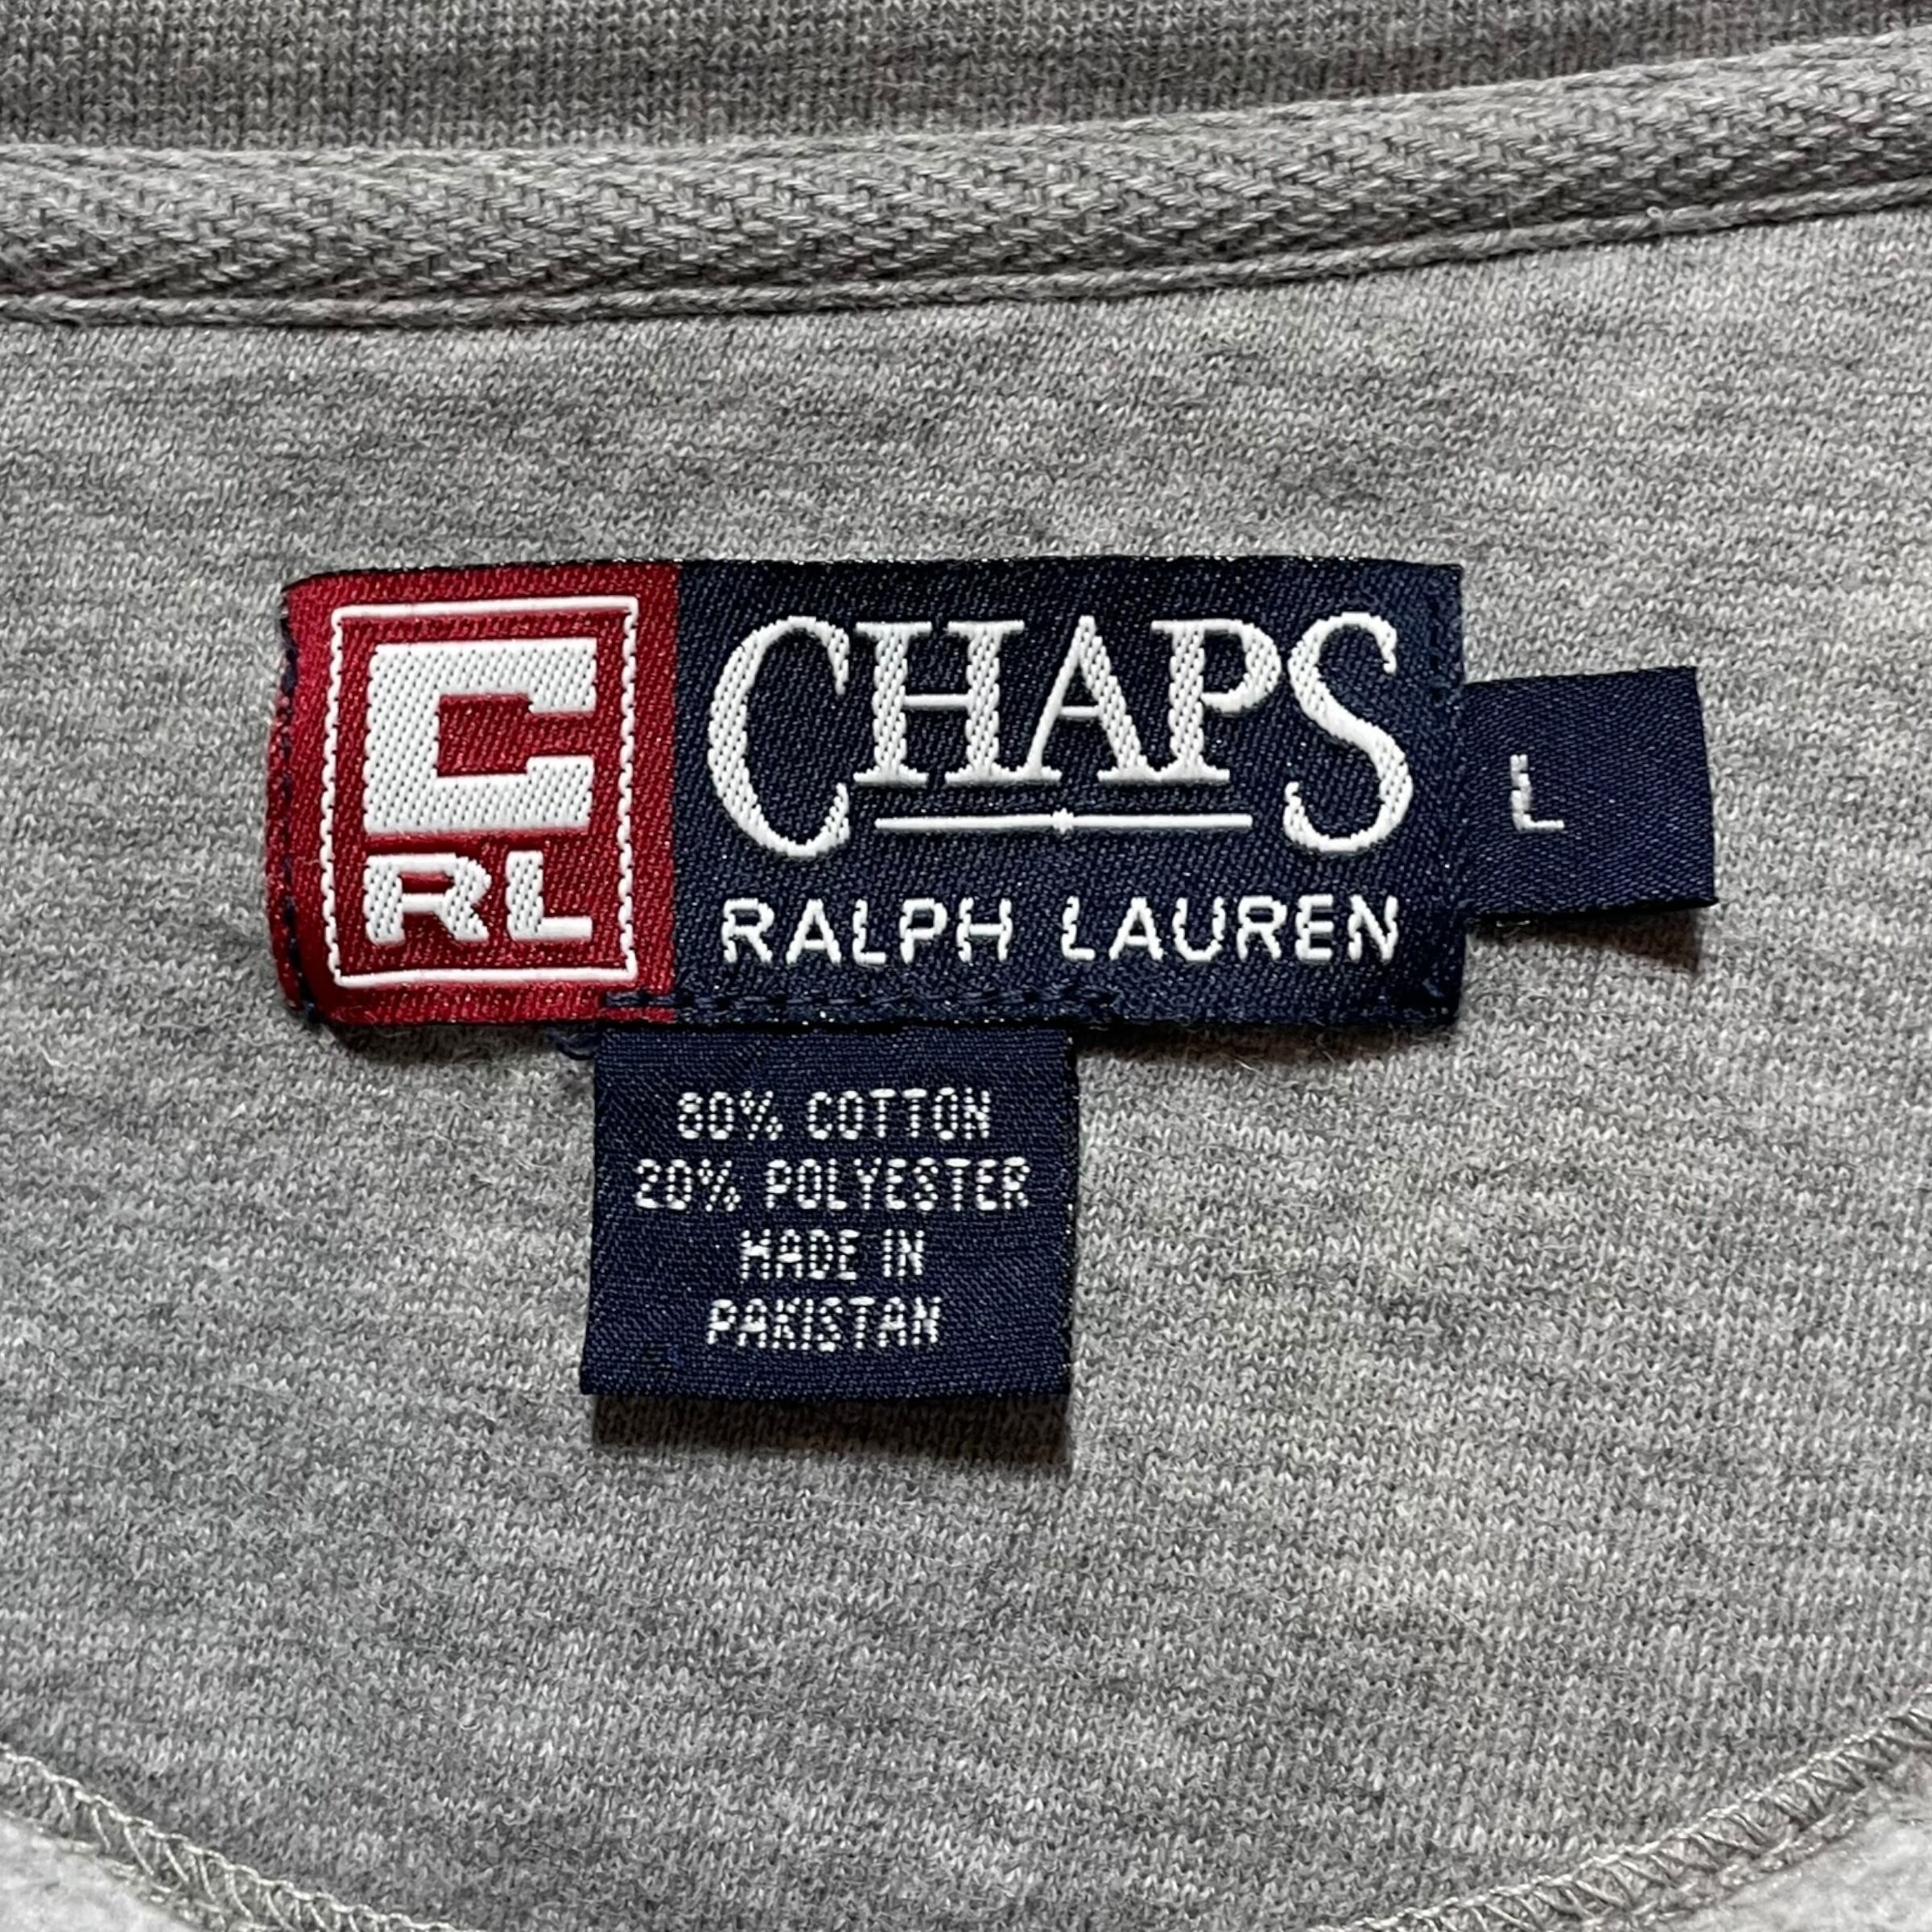 C
RL
CHAPS
RALPH LAUREN
L
80% COTTON
20% POLYESTER
MADE IN
PAKISTAN